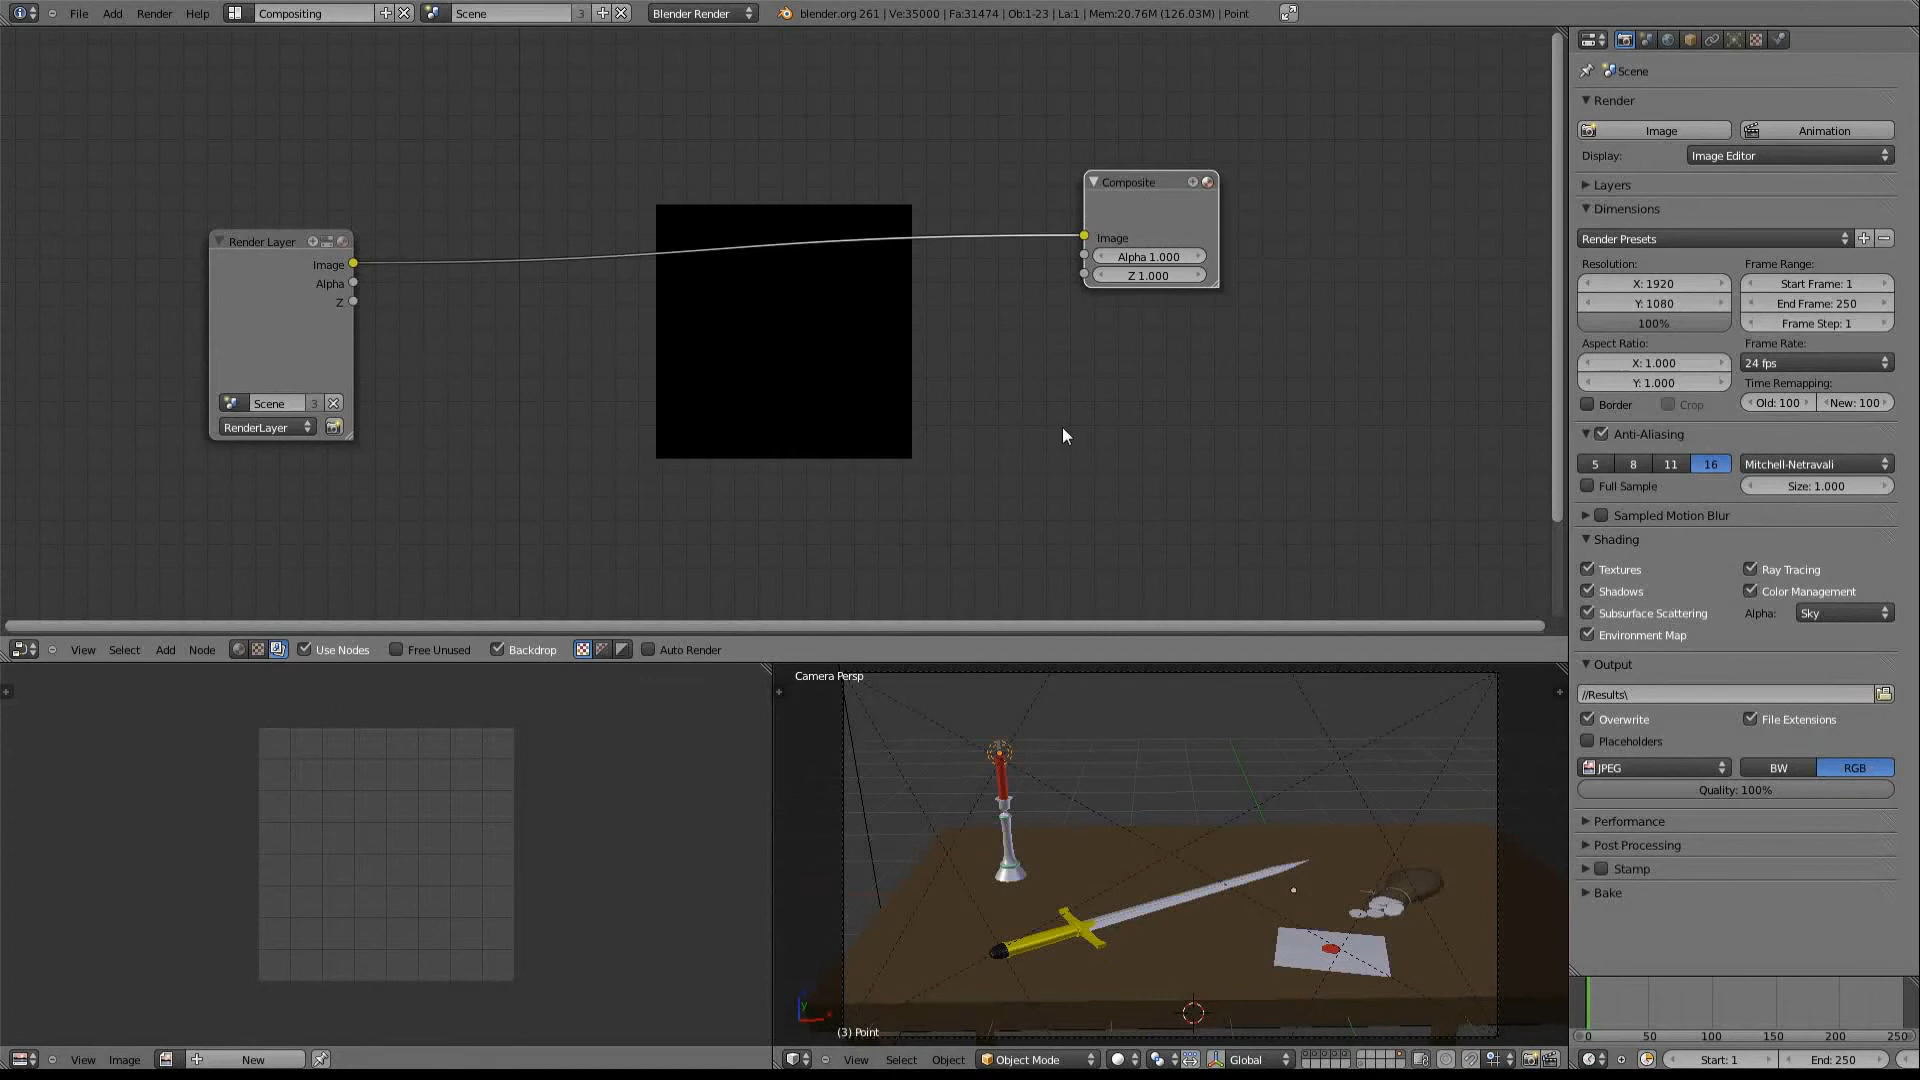 File Add Render Help Compositing Scene 3 Blender Render blender.org 261 | Ve:35000 | Fa:31474 | Ob:1-23 | La:1 | Mem:20.76M (126.03M) | Point
Scene
Render
Image Animation
Display: Image Editor
Layers
Dimensions
Render Presets
Resolution: Frame Range:
X: 1920 Start Frame: 1
Y: 1080 End Frame: 250
100% Frame Step: 1
Aspect Ratio: Frame Rate:
X: 1.000 24 fps
Y: 1.000 Time Remapping:
Border Crop Old: 100 New: 100
Anti-Aliasing
5 8 11 16 Mitchell-Netravali
Full Sample Size: 1.000
Sampled Motion Blur
Shading
Textures Ray Tracing
Shadows Color Management
Subsurface Scattering Alpha: Sky
Environment Map
Output
//Results\
Overwrite File Extensions
Placeholders
JPEG BW RGB
Quality: 100%
Performance
Post Processing
Stamp
Bake
Render Layer
Image
Alpha
Z
Scene 3
RenderLayer
Composite
Image
Alpha 1.000
Z 1.000
View Select Add Node Use Nodes Free Unused Backdrop Auto Render
Camera Persp
(3) Point
View Image New
View Select Object Object Mode Global
0 50 100 150 200 250
Start: 1 End: 250